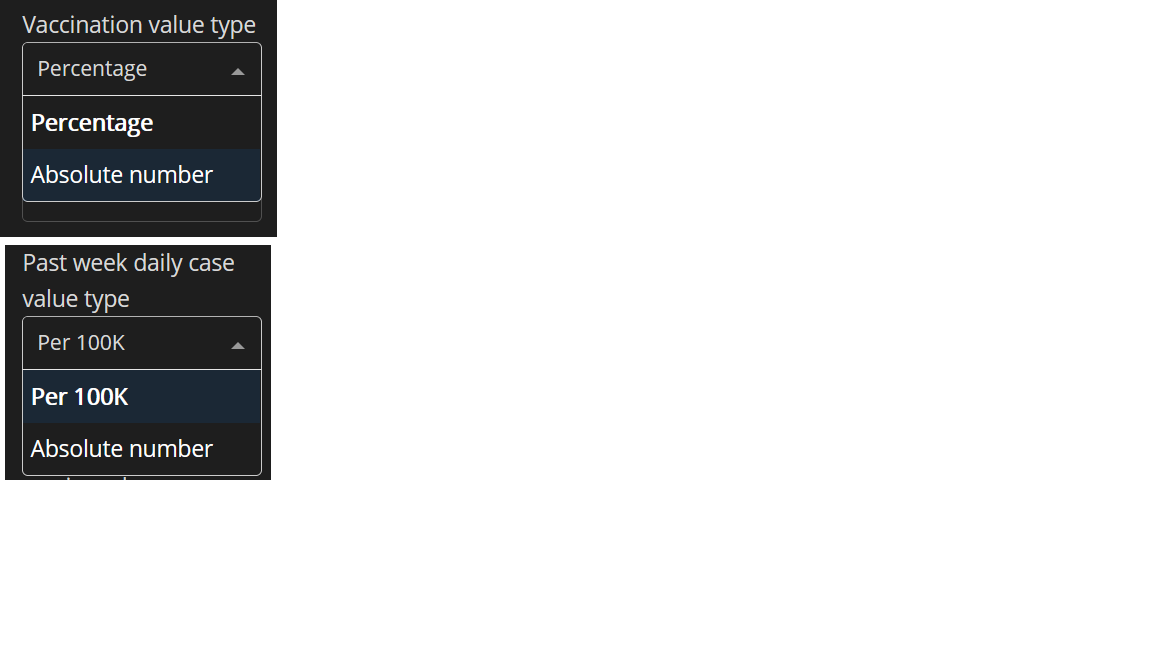 Vaccination value type
Percentage
Percentage
Absolute number
Past week daily case
value type
Per 100K
Per 100K
Absolute number